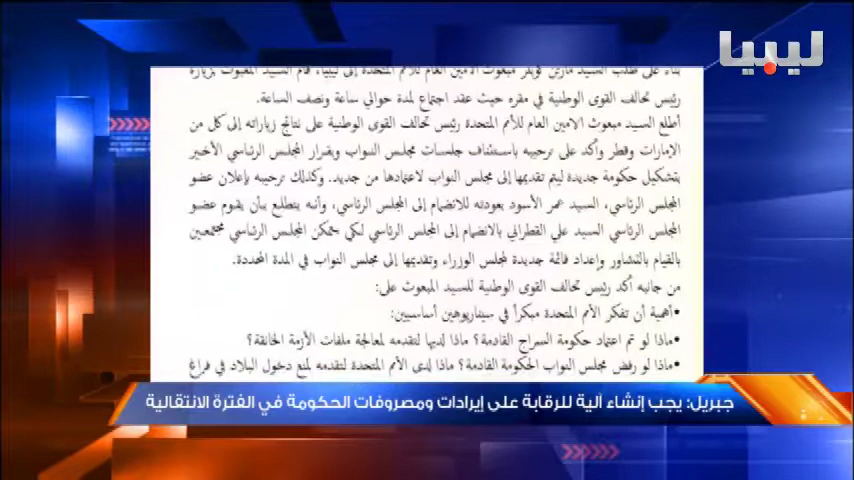 ليبيا
بناء على طلب السيد مارتن كوبلر مبعوث الأمين العام للأمم المتحدة إلى ليبيا، قام السيد المبعوث بزيارة
رئيس تحالف القوى الوطنية في مقره حيث عقد اجتماع لمدة حوالي ساعة ونصف الساعة.
أطلع السيد مبعوث الامين العام للأمم المتحدة رئيس تحالف القوى الوطنية على نتائج زياراته إلى كل من
الإمارات وقطر وأكد على ترحيبه باستئناف جلسات مجلس النواب وبقرار المجلس الرئاسي الأخير
بتشكيل حكومة جديدة ليتم تقديمها إلى مجلس النواب لاعتمادها من جديد. وكذلك ترحيبه بإعلان عضو
المجلس الرئاسي، السيد عمر الأسود بعودته للانضمام إلى المجلس الرئاسي، وأنه يتطلع بأن يقوم عضو
المجلس الرئاسي السيد علي القطراني بالانضمام إلى المجلس الرئاسي لكي يتمكن المجلس الرئاسي مجتمعين
بالقيام بالتشاور وإعداد قائمة جديدة لمجلس الوزراء وتقديمها إلى مجلس النواب في المدة المحددة.
من جانبه أكد رئيس تحالف القوى الوطنية للسيد المبعوث على:
•أهمية أن تفكر الأمم المتحدة مبكراً في سيناريوهين أساسيين:
•ماذا لو تم اعتماد حكومة السراج القادمة؟ ماذا لديها لتقدمه لمعالجة ملفات الأزمة الخانقة؟
•ماذا لو رفض مجلس النواب الحكومة القادمة؟ ماذا لدى الأمم المتحدة لتقدمه لمنع دخول البلاد في فراغ
جبريل: يجب إنشاء آلية للرقابة على إيرادات ومصروفات الحكومة في الفترة الانتقالية